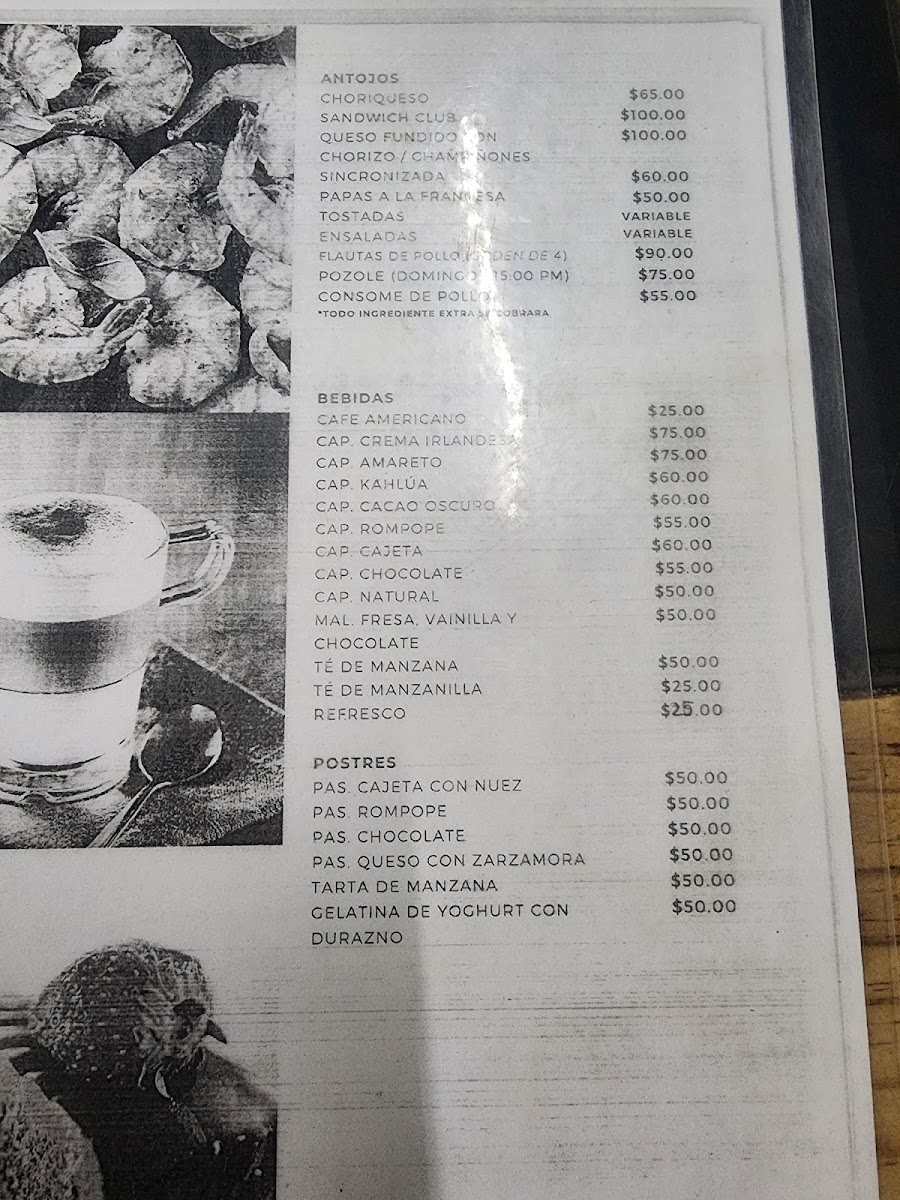 ANTOJOS
CHORIQUESO $65.00
SANDWICH CLUB $100.00
QUESO FUNDIDO CON $100.00
CHORIZO / CHAMPIÑONES
SINCRONIZADA $60.00
PAPAS A LA FRANCESA $50.00
TOSTADAS VARIABLE
ENSALADAS VARIABLE
FLAUTAS DE POLLO (ORDEN DE 4) $90.00
POZOLE (DOMINGO 15:00 PM) $75.00
CONSOME DE POLLO $55.00
*TODO INGREDIENTE EXTRA SE COBRARA
BEBIDAS
CAFE AMERICANO $25.00
CAP. CREMA IRLANDESA $75.00
CAP. AMARETO $75.00
CAP. KAHLÚA $60.00
CAP. CACAO OSCURO $60.00
CAP. ROMPOPE $55.00
CAP. CAJETA $60.00
CAP. CHOCOLATE $55.00
CAP. NATURAL $50.00
MAL. FRESA, VAINILLA Y $50.00
CHOCOLATE
TÉ DE MANZANA $50.00
TÉ DE MANZANILLA $25.00
REFRESCO $25.00
POSTRES
PAS. CAJETA CON NUEZ $50.00
PAS. ROMPOPE $50.00
PAS. CHOCOLATE $50.00
PAS. QUESO CON ZARZAMORA $50.00
TARTA DE MANZANA $50.00
GELATINA DE YOGHURT CON $50.00
DURAZNO